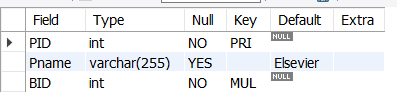 Field Type Null Key Default Extra
PID int NO PRI NULL
Pname varchar(255) YES Elsevier
BID int NO MUL NULL